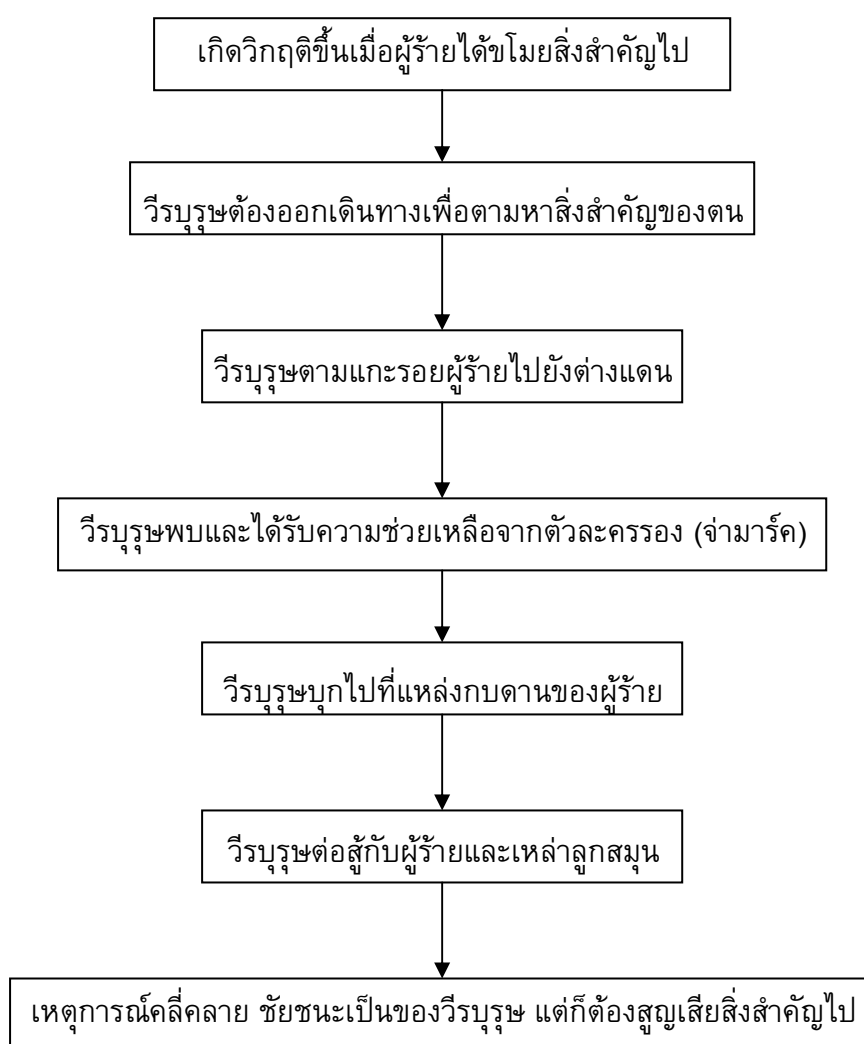 เกิดวิกฤติขึ้นเมื่อผู้ร้ายได้ขโมยสิ่งสำคัญไป
วีรบุรุษต้องออกเดินทางเพื่อตามหาสิ่งสำคัญของตน
วีรบุรุษตามแกะรอยผู้ร้ายไปยังต่างแดน
วีรบุรุษพบและได้รับความช่วยเหลือจากตัวละครรอง (จ่ามาร์ค)
วีรบุรุษบุกไปที่แหล่งกบดานของผู้ร้าย
วีรบุรุษต่อสู้กับผู้ร้ายและเหล่าลูกสมุน
เหตุการณ์คลี่คลาย ชัยชนะเป็นของวีรบุรุษ แต่ก็ต้องสูญเสียสิ่งสำคัญไป